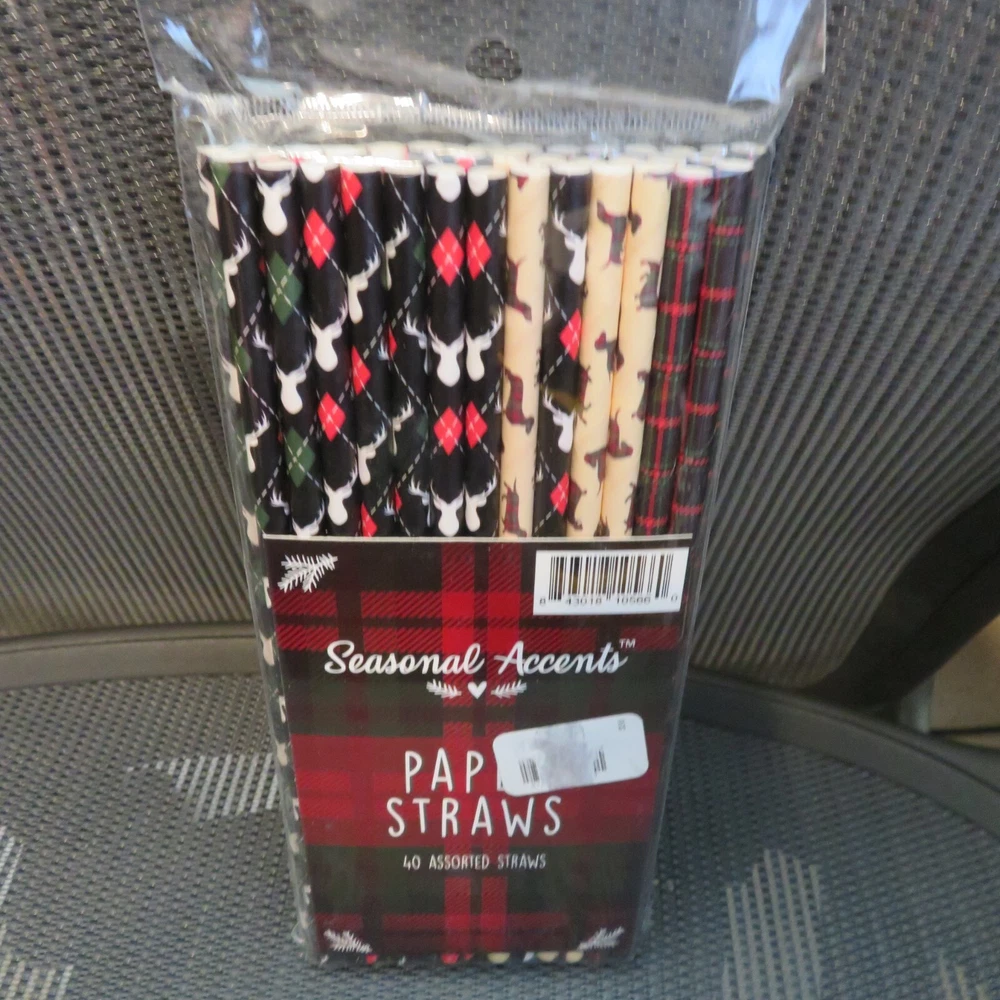 Seasonal Accents™
PAP
STRAWS
40 ASSORTED STRAWS